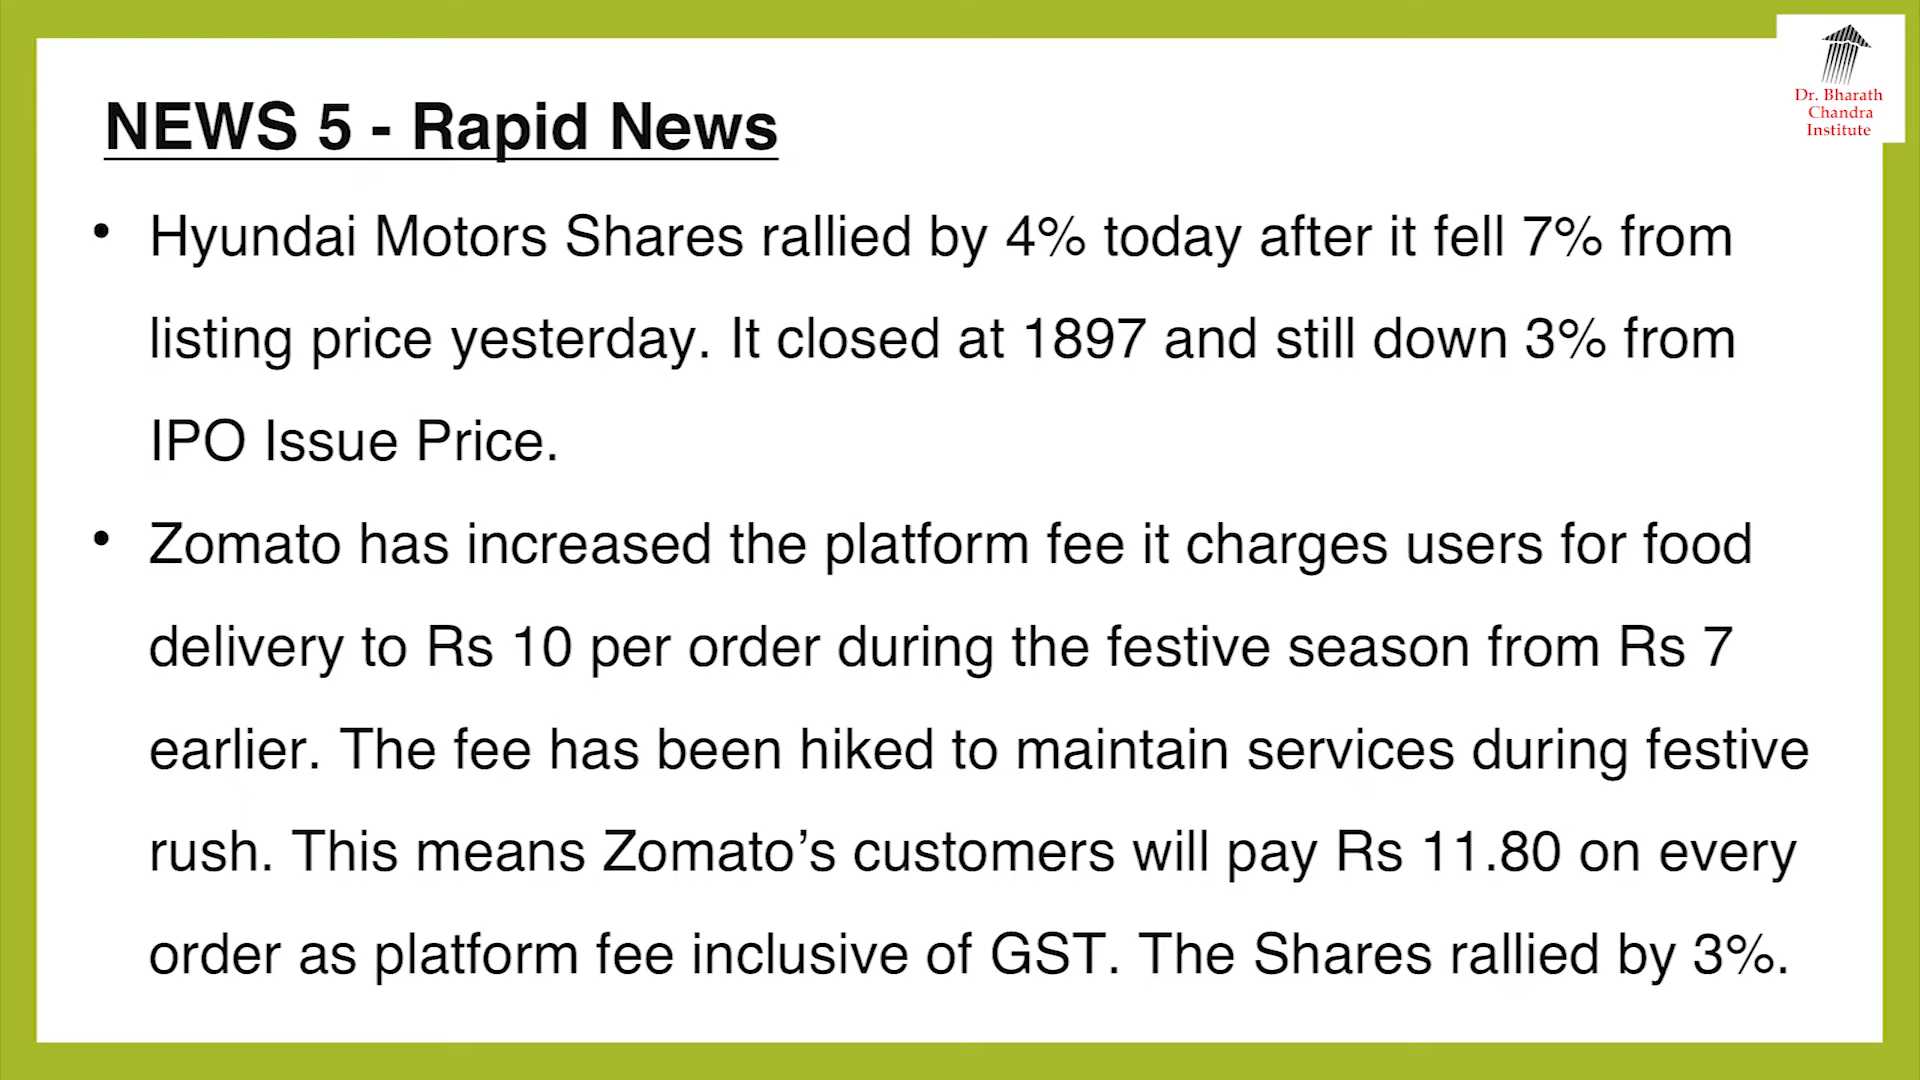 Dr. Bharath
Chandra
Institute
NEWS 5 - Rapid News
• Hyundai Motors Shares rallied by 4% today after it fell 7% from
listing price yesterday. It closed at 1897 and still down 3% from
IPO Issue Price.
• Zomato has increased the platform fee it charges users for food
delivery to Rs 10 per order during the festive season from Rs 7
earlier. The fee has been hiked to maintain services during festive
rush. This means Zomato’s customers will pay Rs 11.80 on every
order as platform fee inclusive of GST. The Shares rallied by 3%.